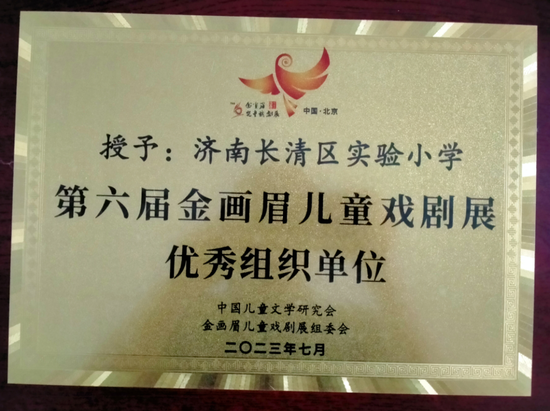 中国·北京
授予：济南长清区实验小学
第六届金画眉儿童戏剧展
优秀组织单位
中国儿童文学研究会
金画眉儿童戏剧展组委会
二〇二三年七月